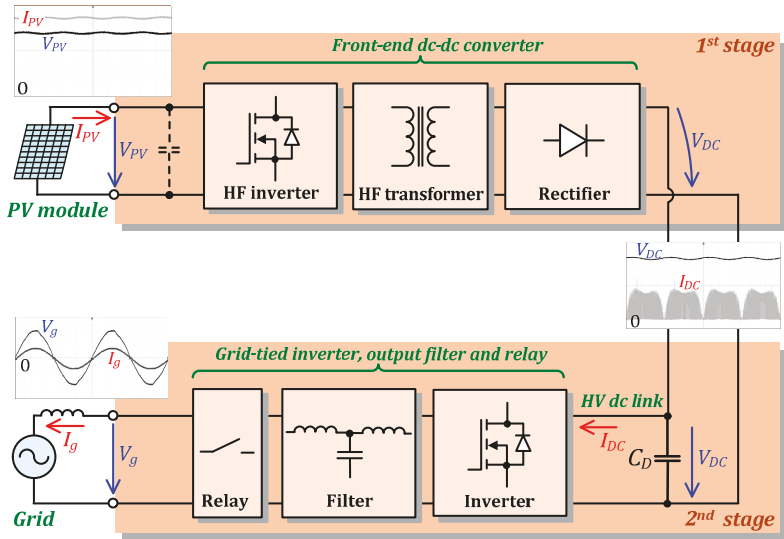 I_PV
V_PV
0
Front-end dc-dc converter
1st stage
I_PV
V_PV
V_DC
HF inverter
HF transformer
Rectifier
PV module
V_DC
I_DC
0
V_g
I_g
0
Grid-tied inverter, output filter and relay
HV dc link
I_g
V_g
I_DC
C_D
V_DC
Relay
Filter
Inverter
Grid
2nd stage